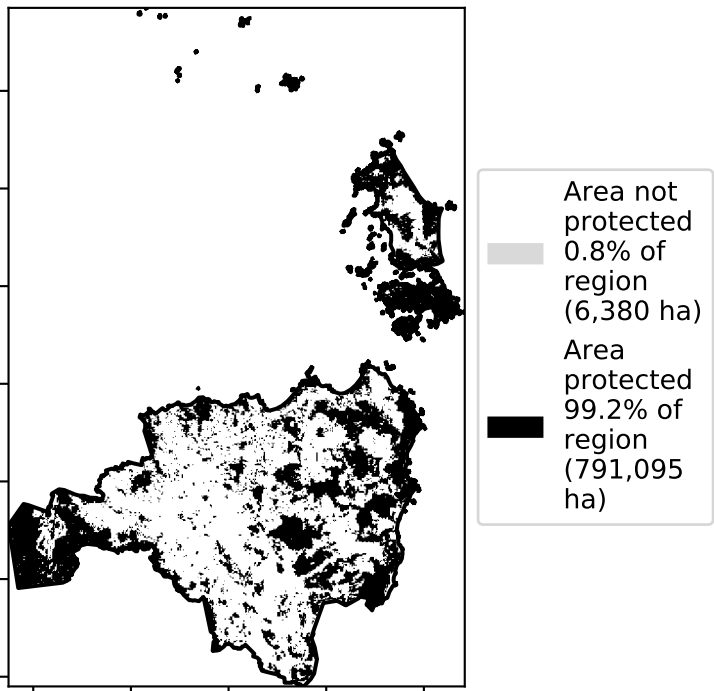 Area not
protected
0.8% of
region
(6,380 ha)
Area
protected
99.2% of
region
(791,095
ha)